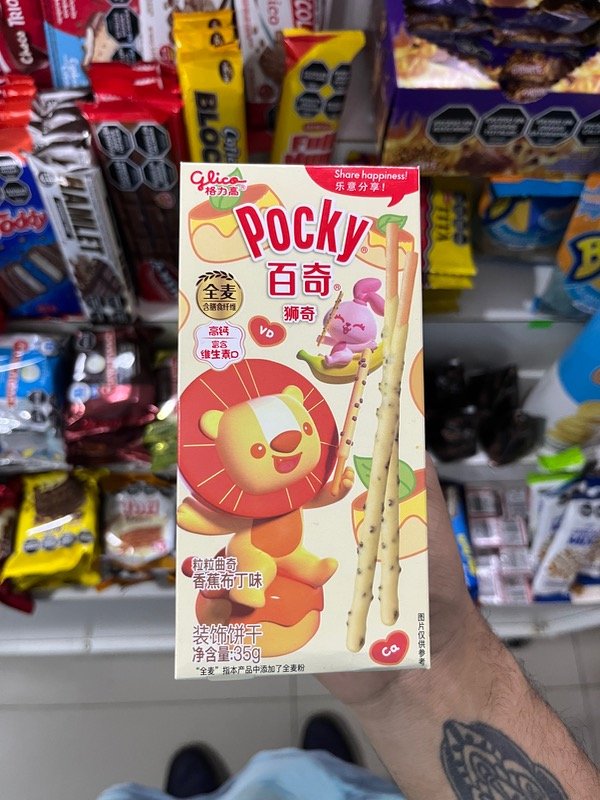 Glico
格力高
Share happiness!
乐意分享!
Pocky
百奇
狮奇
全麦
含膳食纤维
高钙
富含
维生素D
VD
粒粒曲奇
香蕉布丁味
装饰饼干
净含量:35g
"全麦"指本产品中添加了全麦粉
Ca
图片仅供参考